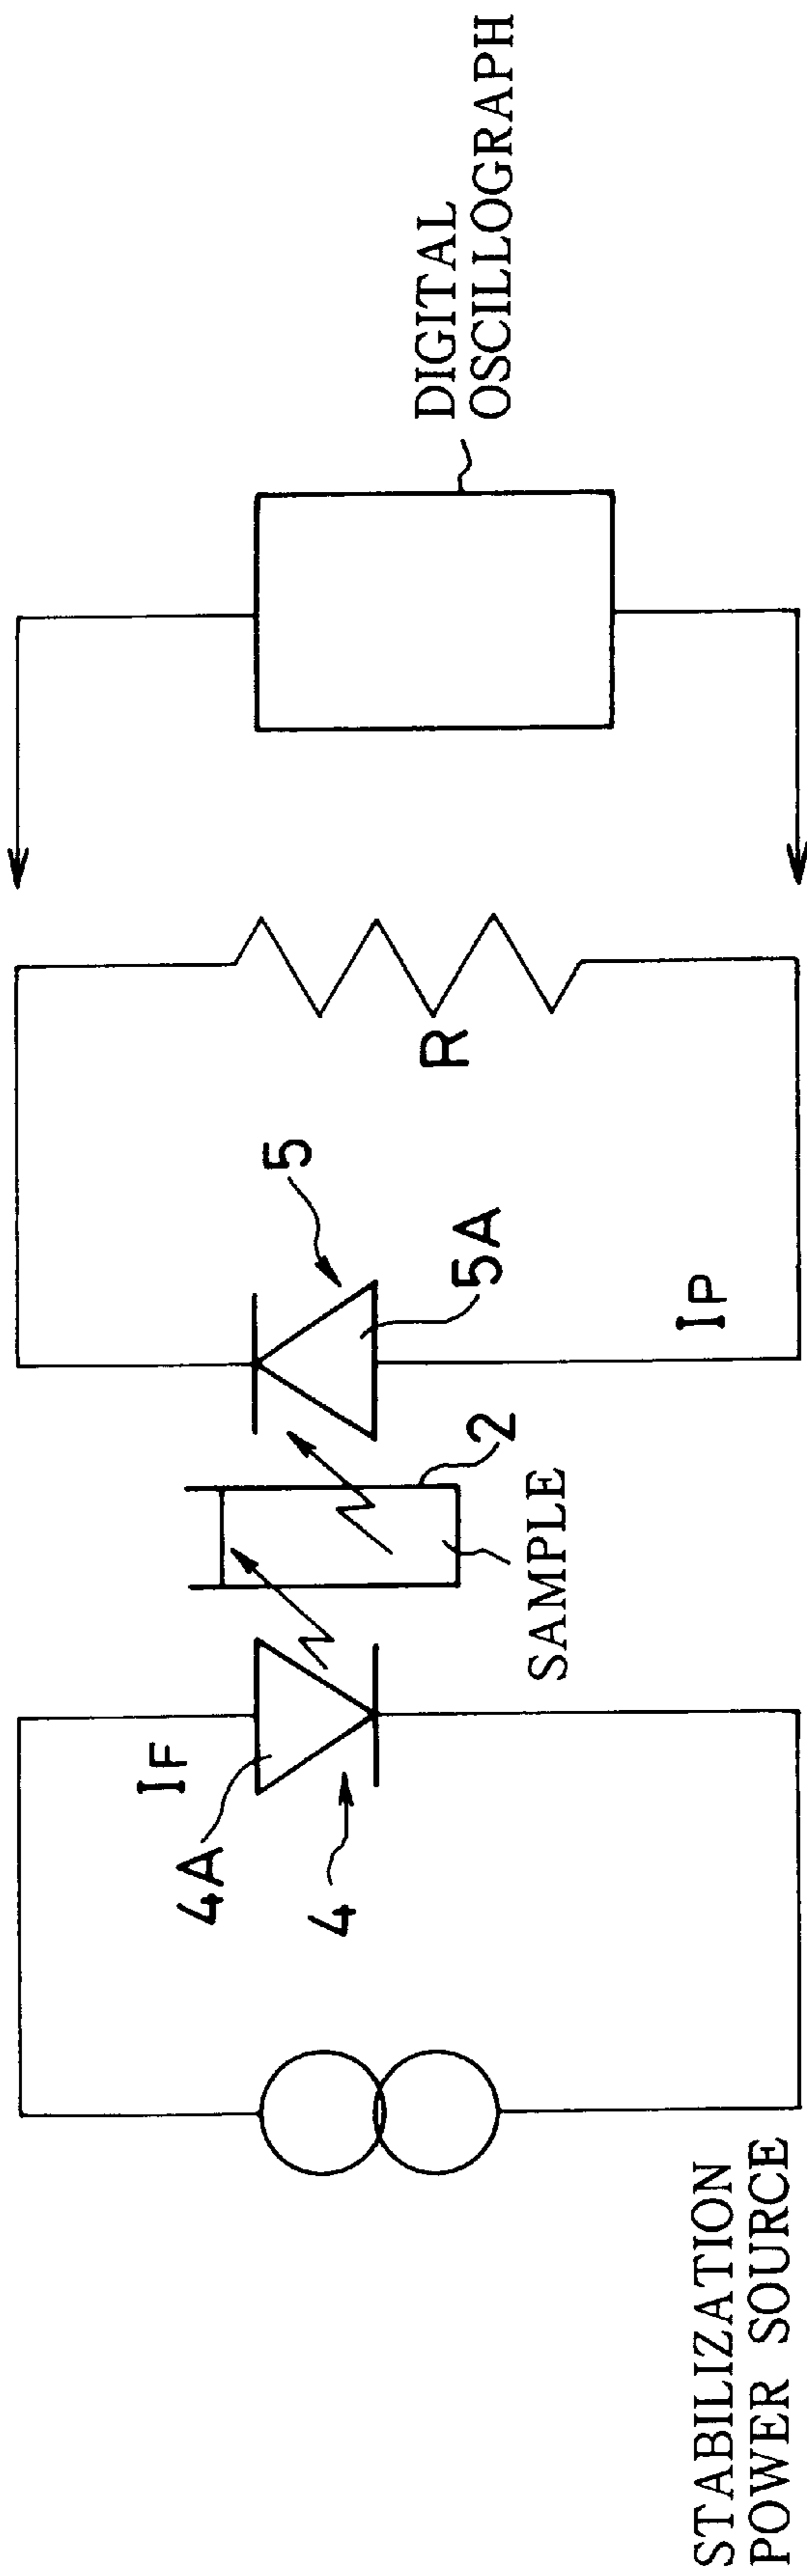 STABILIZATION
POWER SOURCE
4A
4
IF
SAMPLE
2
5
5A
IP
R
DIGITAL
OSCILLOGRAPH